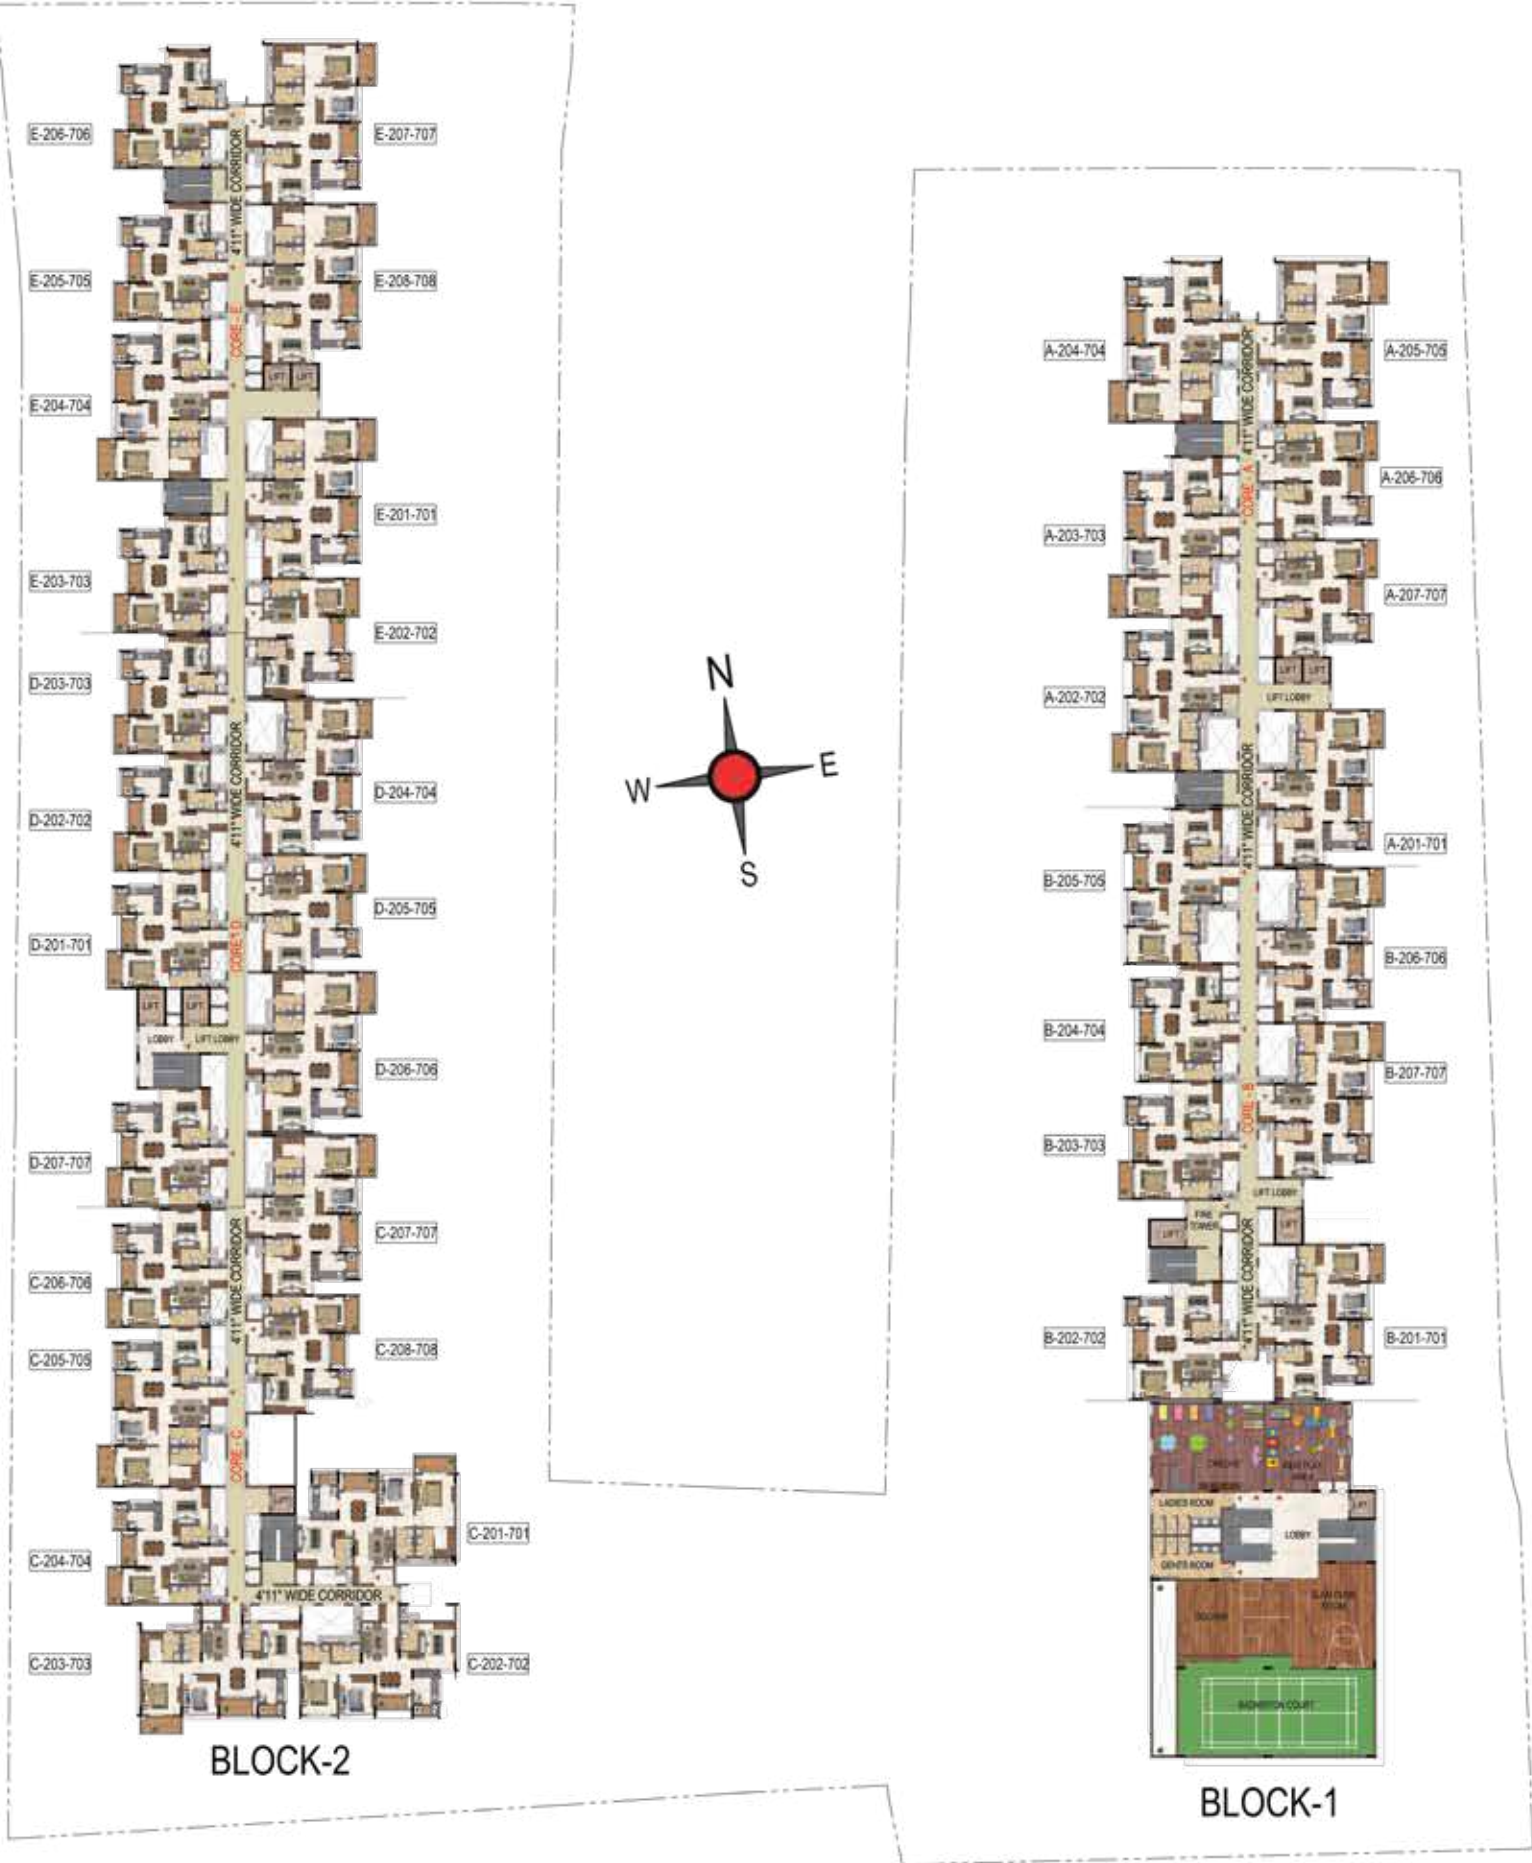 E-206-706
E-207-707
4'11" WIDE CORRIDOR
E-205-705
E-208-708
CORE - E
LIFT LIFT
E-204-704
E-201-701
E-203-703
E-202-702
D-203-703
4'11" WIDE CORRIDOR
D-204-704
D-202-702
D-205-705
D-201-701
CORE - D
LIFT LIFT
LOBBY LIFT LOBBY
D-206-706
D-207-707
C-207-707
4'11" WIDE CORRIDOR
C-206-706
C-208-708
C-205-705
CORE - C
LIFT
C-201-701
C-204-704
4'11" WIDE CORRIDOR
C-203-703
C-202-702
BLOCK-2
N
W E
S
A-204-704
A-205-705
4'11" WIDE CORRIDOR
CORE - A
A-206-706
A-203-703
A-207-707
LIFT LIFT
LIFT LOBBY
A-202-702
4'11" WIDE CORRIDOR
A-201-701
B-205-705
B-206-706
B-204-704
B-207-707
CORE - B
B-203-703
LIFT LOBBY
FIRE
TOWER
LIFT
LIFT
4'11" WIDE CORRIDOR
B-202-702
B-201-701
LADIES ROOM
LIFT
LOBBY
GENTS ROOM
BADMINTON COURT
BLOCK-1